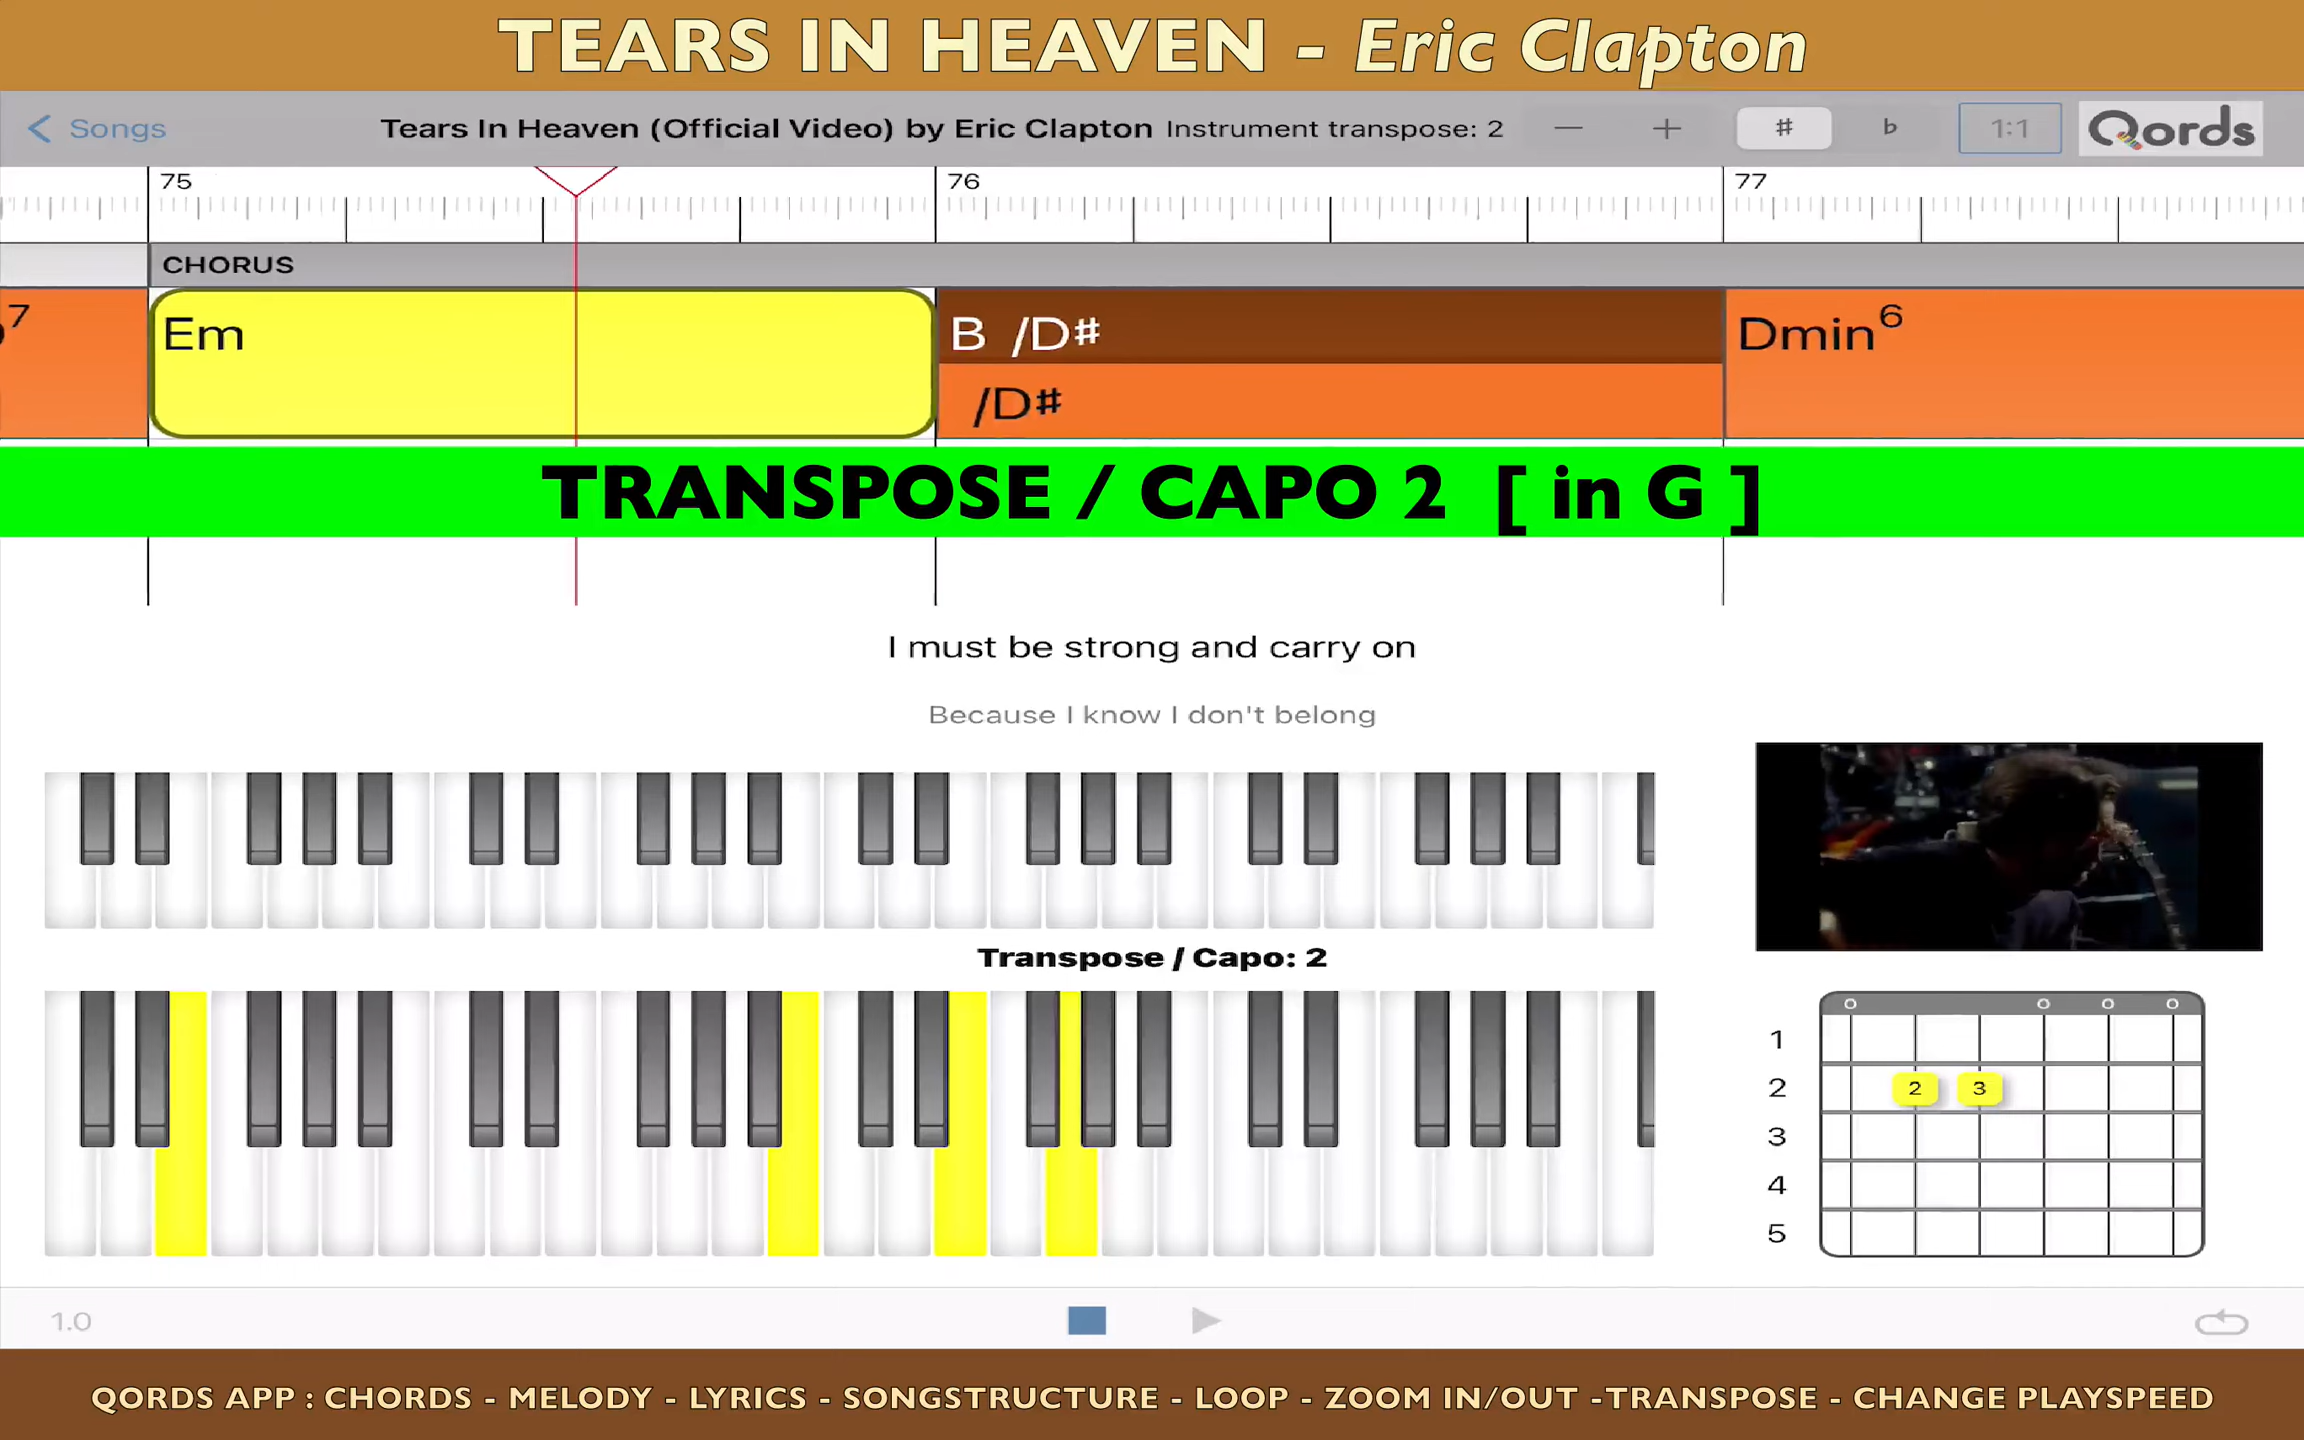 TEARS IN HEAVEN - Eric Clapton
Songs
Tears In Heaven (Official Video) by Eric Clapton Instrument transpose: 2 — + # b 1:1 Qords
75 76 77
CHORUS
7 Em B /D# Dmin6
/D#
TRANSPOSE / CAPO 2 [ in G ]
I must be strong and carry on
Because I know I don't belong
Transpose / Capo: 2
1
2 2 3
3
4
5
1.0
QORDS APP : CHORDS - MELODY - LYRICS - SONGSTRUCTURE - LOOP - ZOOM IN/OUT -TRANSPOSE - CHANGE PLAYSPEED